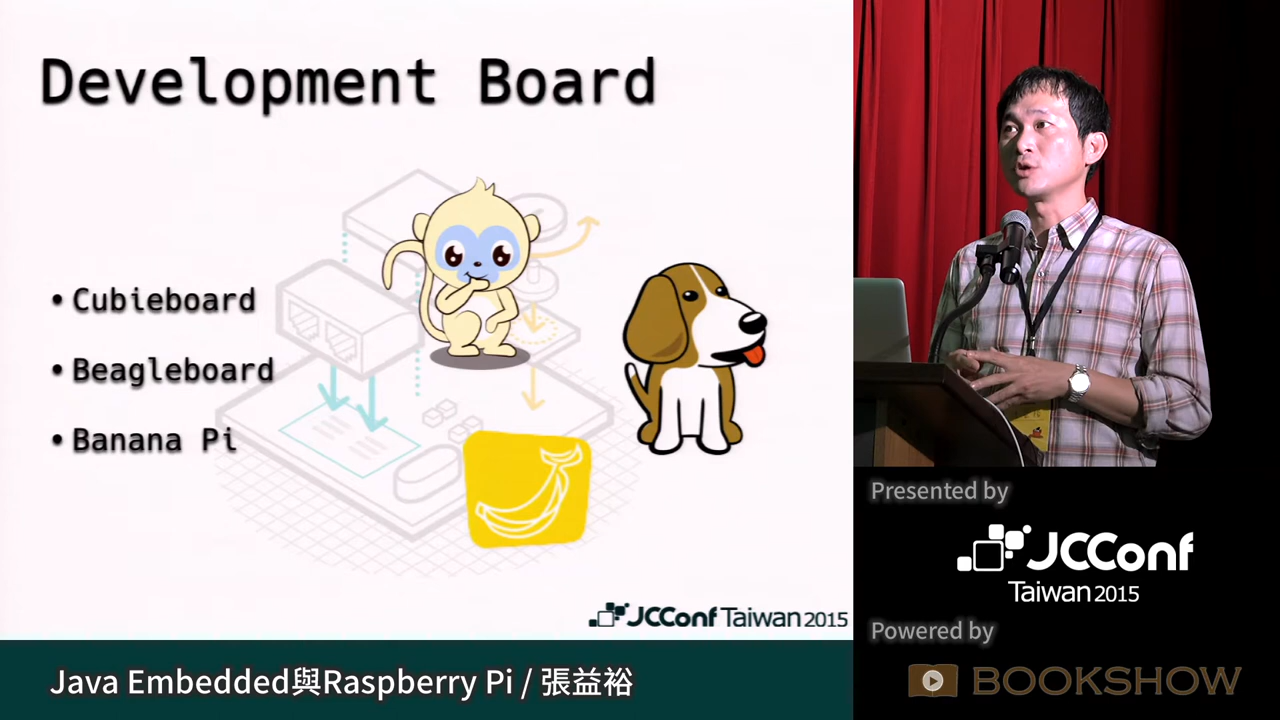 Development Board
• Cubieboard
• Beagleboard
• Banana Pi
JCConf Taiwan 2015
Java Embedded與Raspberry Pi / 張益裕
Presented by
JCConf
Taiwan 2015
Powered by
BOOKSHOW